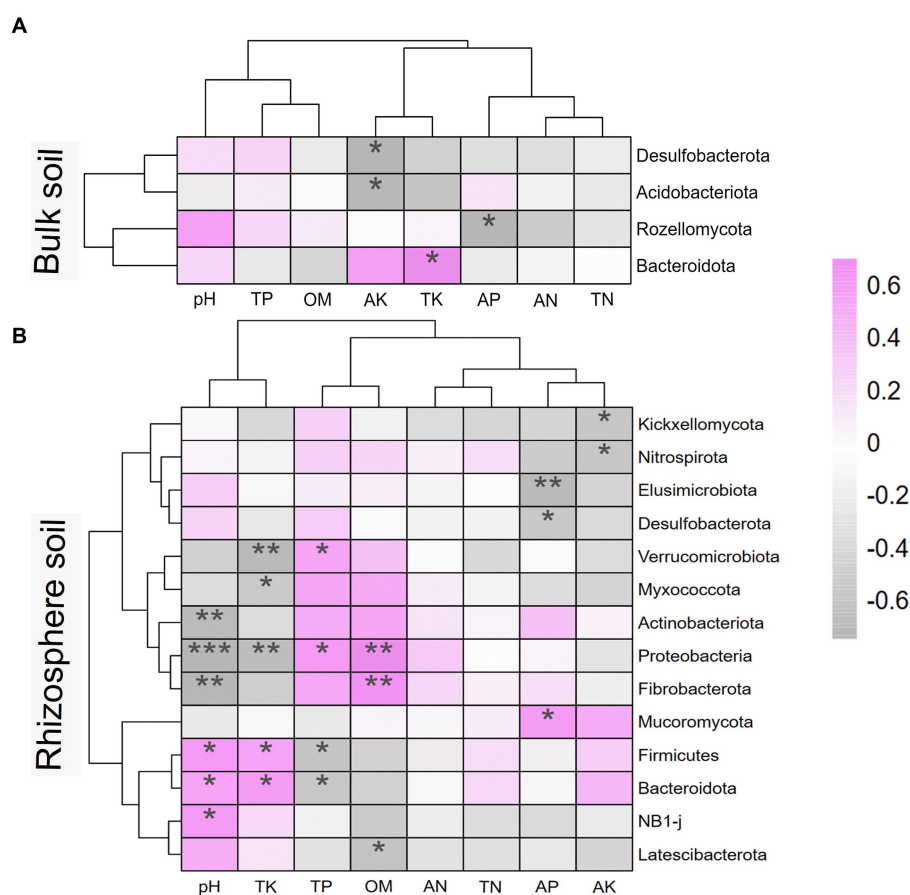 A
Bulk soil
*
Desulfobacterota
*
Acidobacteriota
*
Rozellomycota
*
Bacteroidota
pH TP OM AK TK AP AN TN
0.6
0.4
0.2
0
-0.2
-0.4
-0.6
B
Rhizosphere soil
*
Kickxellomycota
*
Nitrospirota
**
Elusimicrobiota
*
Desulfobacterota
** *
Verrucomicrobiota
*
Myxococcota
**
Actinobacteriota
*** ** * **
Proteobacteria
** **
Fibrobacterota
*
Mucoromycota
* * *
Firmicutes
* * *
Bacteroidota
*
NB1-j
*
Latescibacterota
pH TK TP OM AN TN AP AK